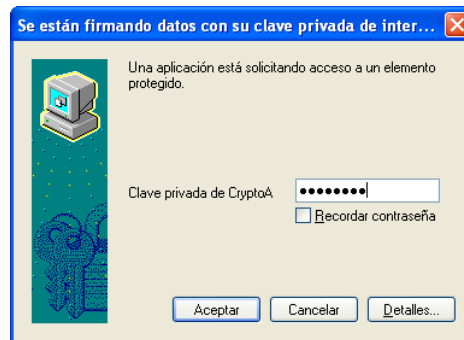 Se están firmando datos con su clave privada de inter...
Una aplicación está solicitando acceso a un elemento
protegido.
Clave privada de CryptoA
••••••••
Recordar contraseña
Aceptar
Cancelar
Detalles...